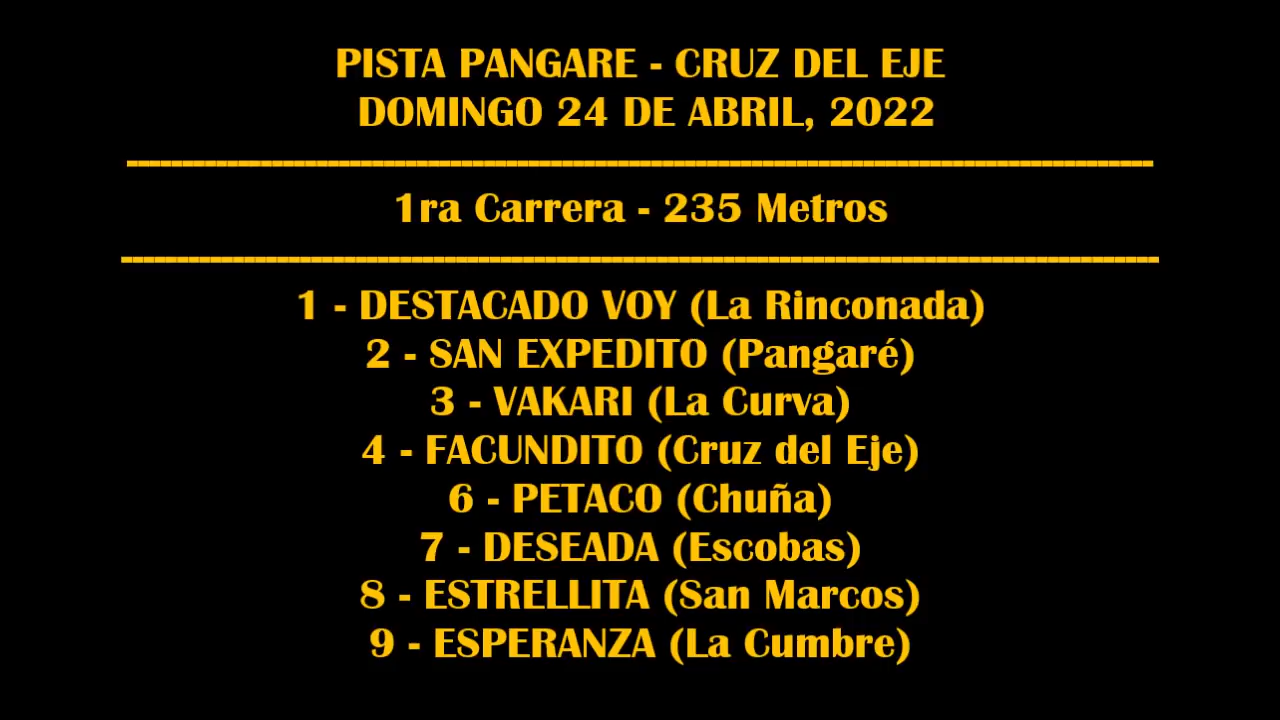 PISTA PANGARE - CRUZ DEL EJE
DOMINGO 24 DE ABRIL, 2022
1ra Carrera - 235 Metros
1 - DESTACADO VOY (La Rinconada)
2 - SAN EXPEDITO (Pangaré)
3 - VAKARI (La Curva)
4 - FACUNDITO (Cruz del Eje)
6 - PETACO (Chuña)
7 - DESEADA (Escobas)
8 - ESTRELLITA (San Marcos)
9 - ESPERANZA (La Cumbre)